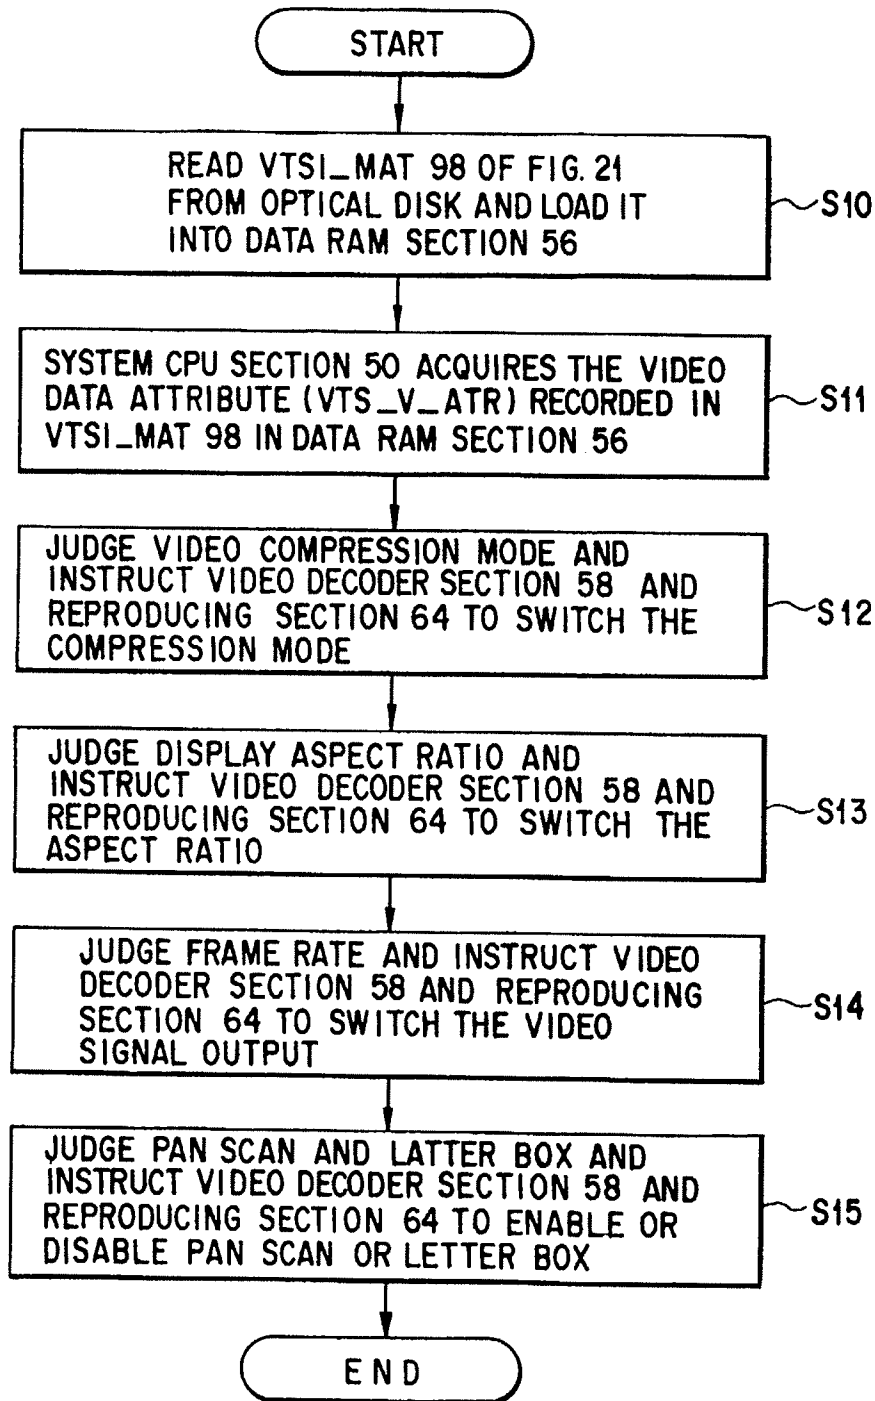 START
READ VTSI_MAT 98 OF FIG. 21
FROM OPTICAL DISK AND LOAD IT
INTO DATA RAM SECTION 56
S10
SYSTEM CPU SECTION 50 ACQUIRES THE VIDEO
DATA ATTRIBUTE (VTS_V_ATR) RECORDED IN
VTSI_MAT 98 IN DATA RAM SECTION 56
S11
JUDGE VIDEO COMPRESSION MODE AND
INSTRUCT VIDEO DECODER SECTION 58 AND
REPRODUCING SECTION 64 TO SWITCH THE
COMPRESSION MODE
S12
JUDGE DISPLAY ASPECT RATIO AND
INSTRUCT VIDEO DECODER SECTION 58 AND
REPRODUCING SECTION 64 TO SWITCH THE
ASPECT RATIO
S13
JUDGE FRAME RATE AND INSTRUCT VIDEO
DECODER SECTION 58 AND REPRODUCING
SECTION 64 TO SWITCH THE VIDEO
SIGNAL OUTPUT
S14
JUDGE PAN SCAN AND LATTER BOX AND
INSTRUCT VIDEO DECODER SECTION 58 AND
REPRODUCING SECTION 64 TO ENABLE OR
DISABLE PAN SCAN OR LETTER BOX
S15
END